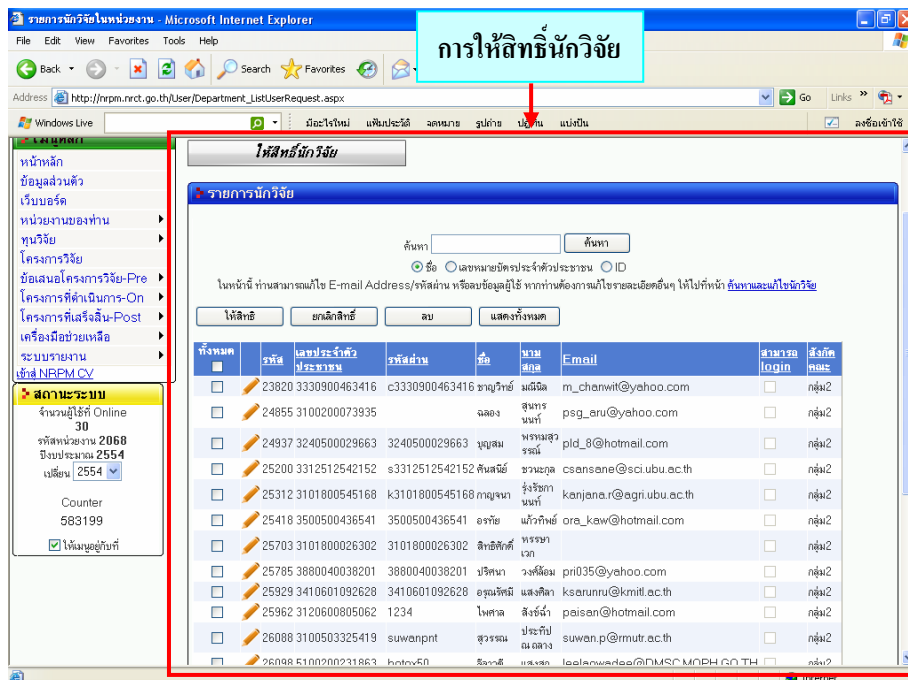 รายการนักวิจัยในหน่วยงาน - Microsoft Internet Explorer
การให้สิทธิ์นักวิจัย
File Edit View Favorites Tools Help
Back Search Favorites
Address http://nrpm.nrct.go.th/User/Department_ListUserRequest.aspx Go Links
Windows Live มีอะไรใหม่ แฟ้มประวัติ จดหมาย รูปถ่าย ปฏิทิน แบ่งปัน ลงชื่อเข้าใช้
เมนูหลัก
หน้าหลัก
ข้อมูลส่วนตัว
เว็บบอร์ด
หน่วยงานของท่าน
ทุนวิจัย
โครงการวิจัย
ข้อเสนอโครงการวิจัย-Pre
โครงการที่ดำเนินการ-On
โครงการที่เสร็จสิ้น-Post
เครื่องมือช่วยเหลือ
ระบบรายงาน
เข้าสู่ NRPM CV
สถานะระบบ
จำนวนผู้ใช้ที่ Online
30
รหัสหน่วยงาน 2068
ปีงบประมาณ 2554
เปลี่ยน 2554
Counter
583199
ให้เมนูอยู่กับที่
ให้สิทธิ์นักวิจัย
รายการนักวิจัย
ค้นหา ค้นหา
ชื่อ เลขหมายบัตรประจำตัวประชาชน ID
ในหน้านี้ ท่านสามารถแก้ไข E-mail Address/รหัสผ่าน หรือลบข้อมูลผู้ใช้ หากท่านต้องการแก้ไขรายละเอียดอื่นๆ ให้ไปที่หน้า ค้นหาและแก้ไขนักวิจัย
ให้สิทธิ ยกเลิกสิทธิ์ ลบ แสดงทั้งหมด
ทั้งหมด รหัส เลขประจำตัวประชาชน รหัสผ่าน ชื่อ นามสกุล Email สามารถ login สังกัดคณะ
23820 3330900463416 c3330900463416 ชาญวิทย์ มณีนิล m_chanwit@yahoo.com กลุ่ม2
24855 3100200073935 ฉลอง สุนทรนนท์ psg_aru@yahoo.com กลุ่ม2
24937 3240500029663 3240500029663 บุญสม พรหมสุวรรณ์ pld_8@hotmail.com กลุ่ม2
25200 3312512542152 s3312512542152 ศันสนีย์ ชวนะกุล csansane@sci.ubu.ac.th กลุ่ม2
25312 3101800545168 k3101800545168 กาญจนา รุ่งรัชกานนท์ kanjana.r@agri.ubu.ac.th กลุ่ม2
25418 3500500436541 3500500436541 อรทัย แก้วทิพย์ ora_kaw@hotmail.com กลุ่ม2
25703 3101800026302 3101800026302 สิทธิศักดิ์ พรรษาเวก กลุ่ม2
25785 3880040038201 3880040038201 ปริศนา วงศ์ล้อม pri035@yahoo.com กลุ่ม2
25929 3410601092628 3410601092628 อรุณรัศมี แสงศิลา ksarunru@kmitl.ac.th กลุ่ม2
25962 3120600805062 1234 ไพศาล สังข์ฉ่ำ paisan@hotmail.com กลุ่ม2
26088 3100503325419 suwanpnt สุวรรณ ประทีป ณ ถลาง suwan.p@rmutr.ac.th กลุ่ม2
26098 5100200231863 botox50 ลีลาวดี leelaowadee@DMSC.MOPH.GO.TH กลุ่ม2
Internet